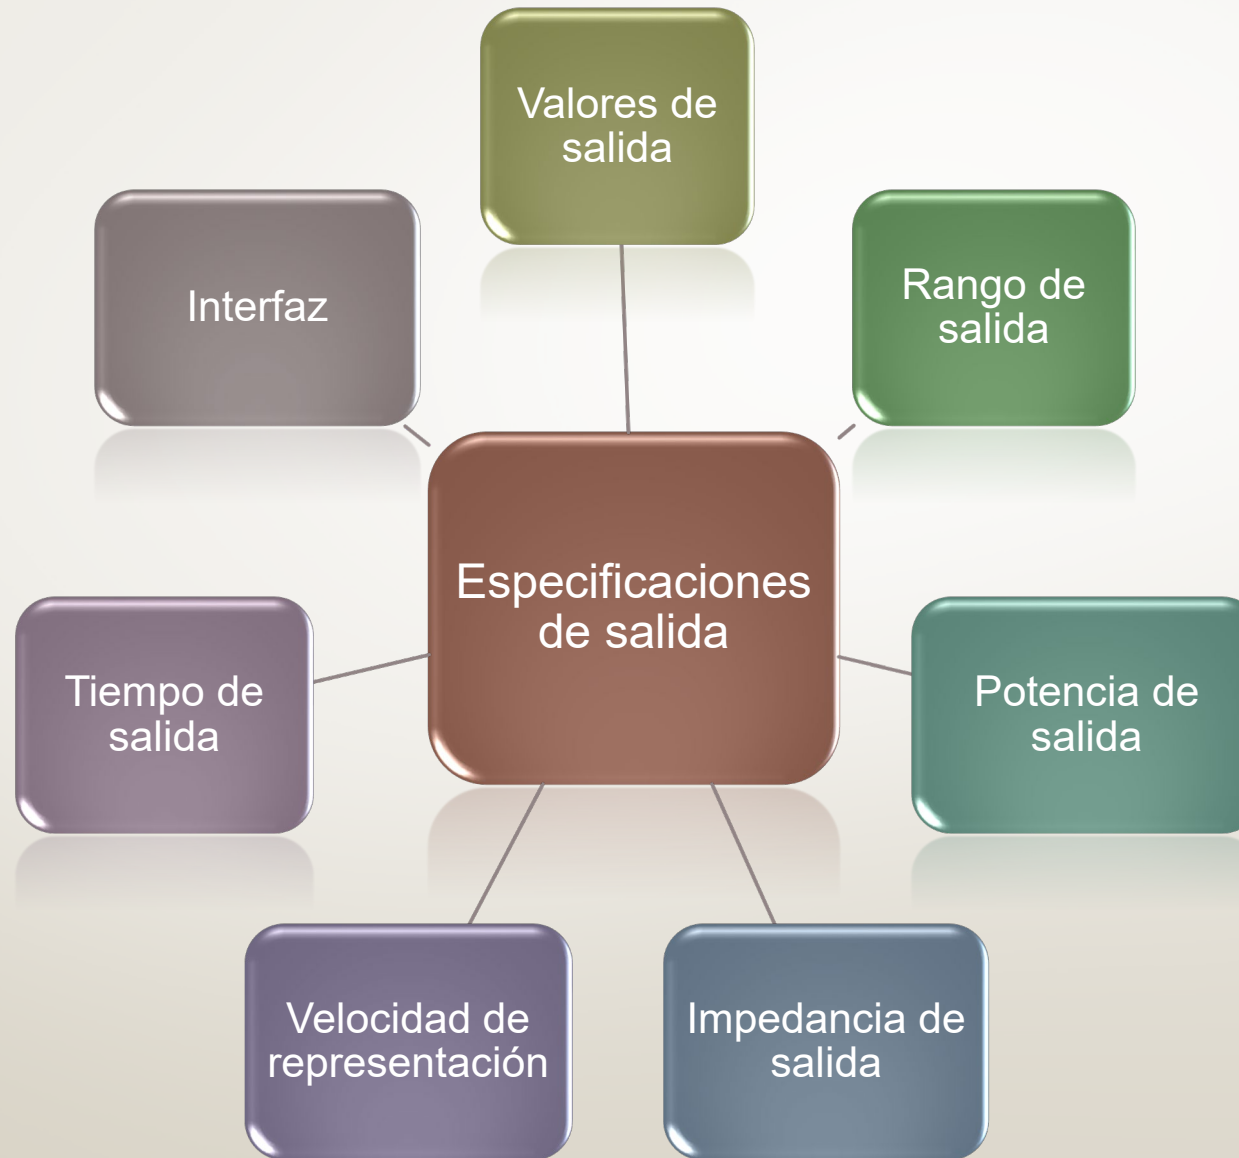 Valores de
salida
Interfaz
Rango de
salida
Especificaciones
de salida
Tiempo de
salida
Potencia de
salida
Velocidad de
representación
Impedancia de
salida